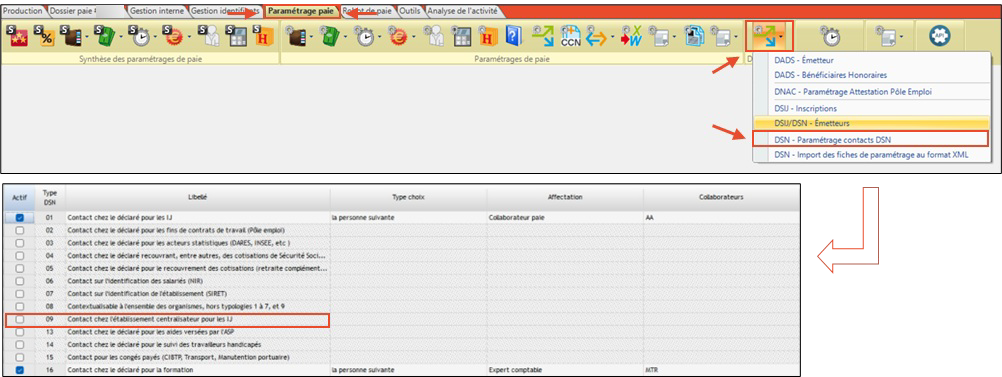 Production Dossier paie Gestion interne Gestion identifiants Paramétrage paie de paie Outils Analyse de l'activité
S S % S S S S S S S H
H ? CCN X W API
Synthèse des paramétrages de paie Paramétrages de paie D
DADS - Émetteur
DADS - Bénéficiaires Honoraires
DNAC - Paramétrage Attestation Pôle Emploi
DSIJ - Inscriptions
DSIJ/DSN - Émetteurs
DSN - Paramétrage contacts DSN
DSN - Import des fiches de paramétrage au format XML
Actif Type DSN Libellé Type choix Affectation Collaborateurs
01 Contact chez le déclaré pour les IJ la personne suivante Collaborateur paie AA
02 Contact chez le déclaré pour les fins de contrats de travail (Pôle emploi)
03 Contact chez le déclaré pour les acteurs statistiques (DARES, INSEE, etc )
04 Contact chez le déclaré recouvrant, entre autres, des cotisations de Sécurité Soci...
05 Contact chez le déclaré pour le recouvrement des cotisations (retraite complément...
06 Contact sur l'identification des salariés (NIR)
07 Contact sur l'identification de l'établissement (SIRET)
08 Contextualisable à l'ensemble des organismes, hors typologies 1 à 7, et 9
09 Contact chez l'établissement centralisateur pour les IJ
13 Contact chez le déclaré pour les aides versées par l'ASP
14 Contact chez le déclaré pour le suivi des travailleurs handicapés
15 Contact pour les congés payés (CIBTP, Transport, Manutention portuaire)
16 Contact chez le déclaré pour la formation la personne suivante Expert comptable MTR